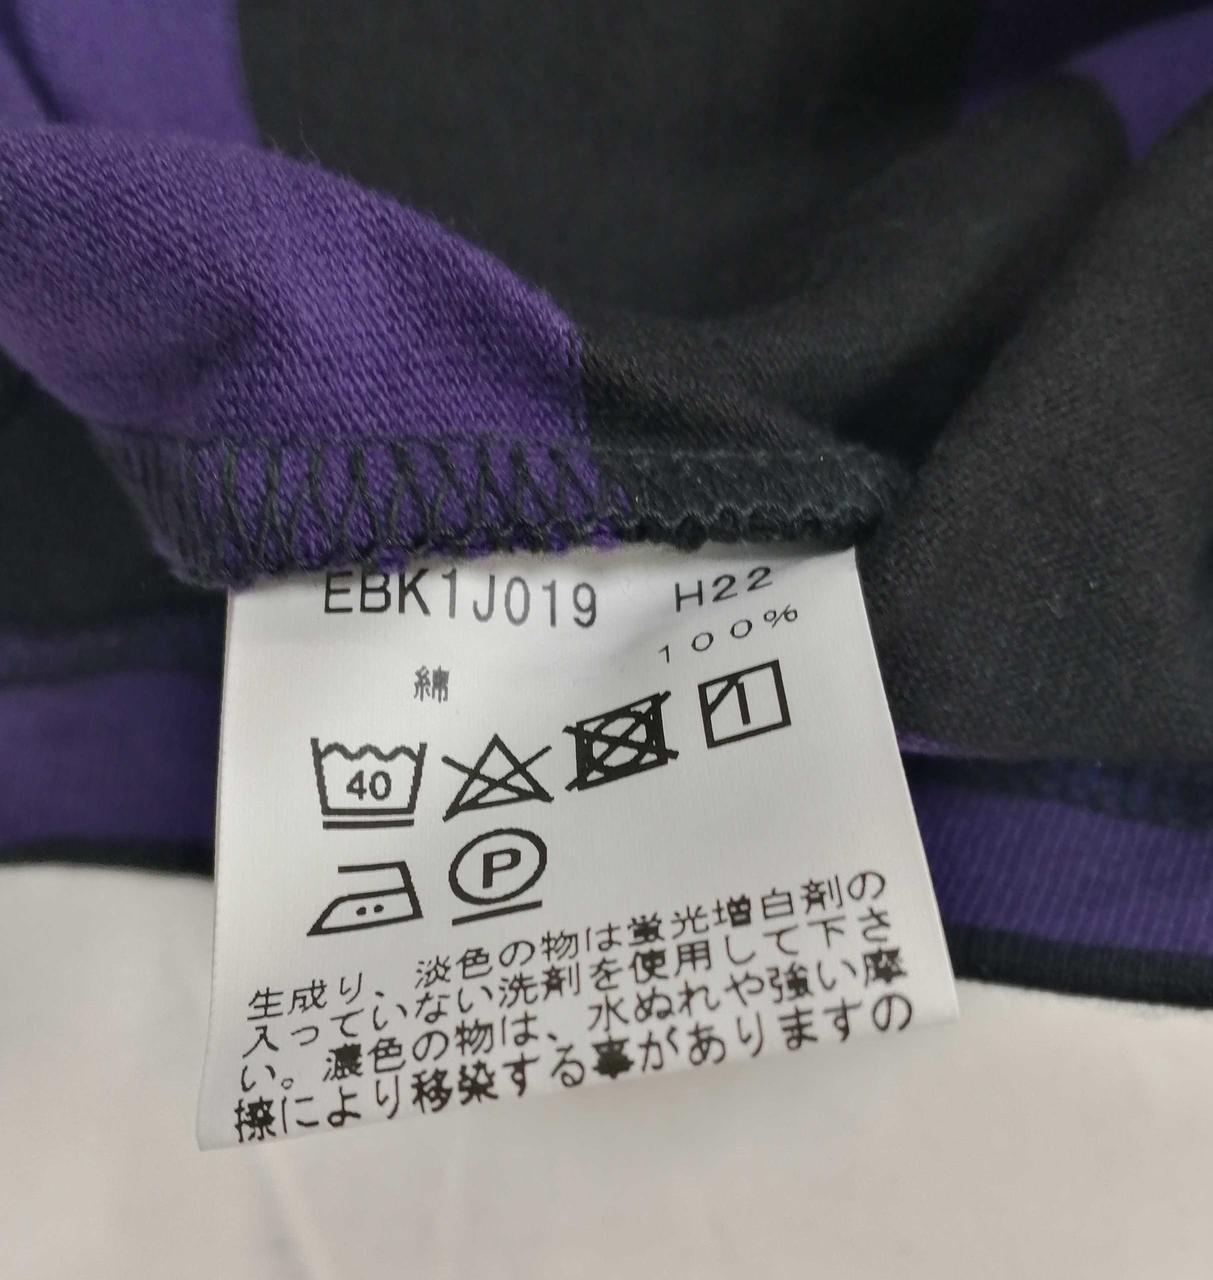 EBK1J019 H22
綿 100%
40
P
生成り、淡色の物は蛍光増白剤の
入っていない洗剤を使用して下さ
い。濃色の物は、水ぬれや強い摩
擦により移染する事がありますの